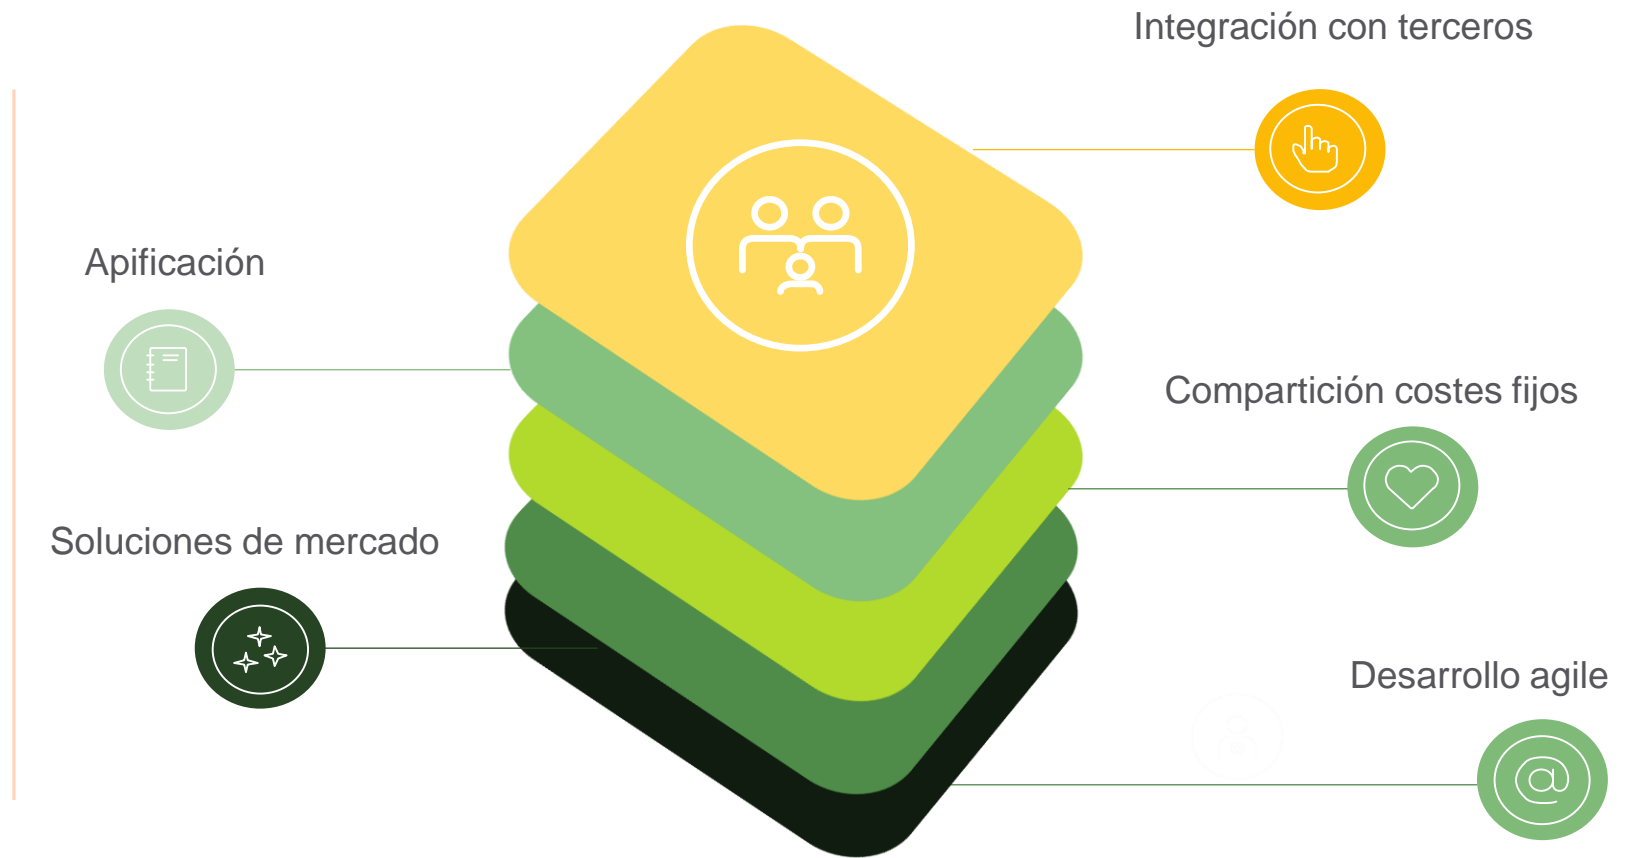 Integración con terceros
Apificación
Compartición costes fijos
Soluciones de mercado
Desarrollo agile